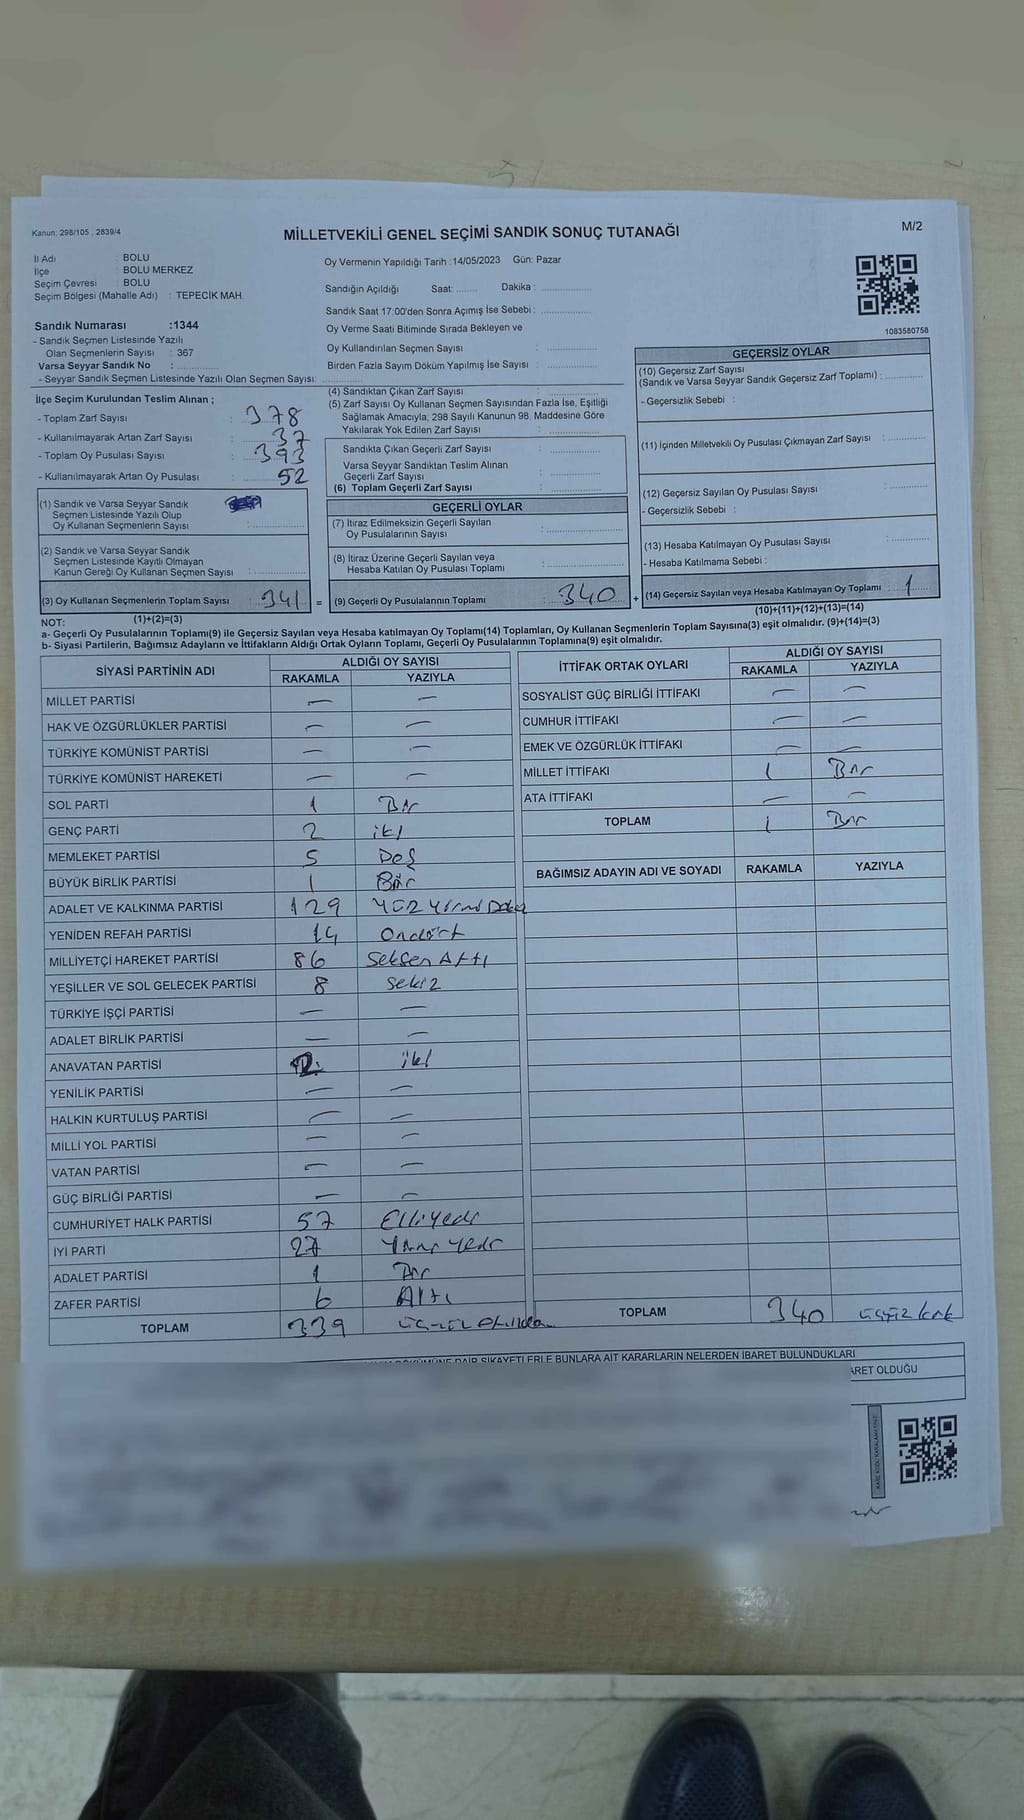 Kanun: 298/105 , 2839/4
MİLLETVEKİLİ GENEL SEÇİMİ SANDIK SONUÇ TUTANAĞI
M/2
İl Adı : BOLU
İlçe : BOLU MERKEZ
Seçim Çevresi : BOLU
Seçim Bölgesi (Mahalle Adı) : TEPECİK MAH.
Oy Vermenin Yapıldığı Tarih :14/05/2023 Gün: Pazar
Sandığın Açıldığı Saat: Dakika :
Sandık Saat 17:00'den Sonra Açımış İse Sebebi :
Oy Verme Saati Bitiminde Sırada Bekleyen ve
Oy Kullandırılan Seçmen Sayısı :
Birden Fazla Sayım Döküm Yapılmış İse Sayısı :
1083580758
Sandık Numarası :1344
- Sandık Seçmen Listesinde Yazılı
Olan Seçmenlerin Sayısı : 367
Varsa Seyyar Sandık No :
- Seyyar Sandık Seçmen Listesinde Yazılı Olan Seçmen Sayısı:
İlçe Seçim Kurulundan Teslim Alınan ;
- Toplam Zarf Sayısı : 378
- Kullanılmayarak Artan Zarf Sayısı : 37
- Toplam Oy Pusulası Sayısı : 393
- Kullanılmayarak Artan Oy Pusulası : 52
(1) Sandık ve Varsa Seyyar Sandık
Seçmen Listesinde Yazılı Olup
Oy Kullanan Seçmenlerin Sayısı :
(2) Sandık ve Varsa Seyyar Sandık
Seçmen Listesinde Kayıtlı Olmayan
Kanun Gereği Oy Kullanan Seçmen Sayısı :
(3) Oy Kullanan Seçmenlerin Toplam Sayısı : 341
(1)+(2)=(3)
(4) Sandıktan Çıkan Zarf Sayısı :
(5) Zarf Sayısı Oy Kullanan Seçmen Sayısından Fazla İse, Eşitliği
Sağlamak Amacıyla; 298 Sayılı Kanunun 98. Maddesine Göre
Yakılarak Yok Edilen Zarf Sayısı :
Sandıkta Çıkan Geçerli Zarf Sayısı :
Varsa Seyyar Sandıktan Teslim Alınan
Geçerli Zarf Sayısı :
(6) Toplam Geçerli Zarf Sayısı :
GEÇERLİ OYLAR
(7) İtiraz Edilmeksizin Geçerli Sayılan
Oy Pusulalarının Sayısı :
(8) İtiraz Üzerine Geçerli Sayılan veya
Hesaba Katılan Oy Pusulası Toplamı :
= (9) Geçerli Oy Pusulalarının Toplamı : 340
GEÇERSİZ OYLAR
(10) Geçersiz Zarf Sayısı
(Sandık ve Varsa Seyyar Sandık Geçersiz Zarf Toplamı) :
- Geçersizlik Sebebi :
(11) İçinden Milletvekili Oy Pusulası Çıkmayan Zarf Sayısı :
(12) Geçersiz Sayılan Oy Pusulası Sayısı :
- Geçersizlik Sebebi :
(13) Hesaba Katılmayan Oy Pusulası Sayısı :
- Hesaba Katılmama Sebebi :
+ (14) Geçersiz Sayılan veya Hesaba Katılmayan Oy Toplamı : 1
(10)+(11)+(12)+(13)=(14)
NOT:
a- Geçerli Oy Pusulalarının Toplamı(9) ile Geçersiz Sayılan veya Hesaba katılmayan Oy Toplamı(14) Toplamları, Oy Kullanan Seçmenlerin Toplam Sayısına(3) eşit olmalıdır. (9)+(14)=(3)
b- Siyasi Partilerin, Bağımsız Adayların ve İttifakların Aldığı Ortak Oyların Toplamı, Geçerli Oy Pusulalarının Toplamına(9) eşit olmalıdır.
SİYASİ PARTİNİN ADI ALDIĞI OY SAYISI
RAKAMLA YAZIYLA
MİLLET PARTİSİ — —
HAK VE ÖZGÜRLÜKLER PARTİSİ — —
TÜRKİYE KOMÜNİST PARTİSİ — —
TÜRKİYE KOMÜNİST HAREKETİ — —
SOL PARTİ 1 Bir
GENÇ PARTİ 2 iki
MEMLEKET PARTİSİ 5 Beş
BÜYÜK BİRLİK PARTİSİ 1 Bir
ADALET VE KALKINMA PARTİSİ 129 Yüz Yirmi Dokuz
YENİDEN REFAH PARTİSİ 14 Ondört
MİLLİYETÇİ HAREKET PARTİSİ 86 Seksen Altı
YEŞİLLER VE SOL GELECEK PARTİSİ 8 Sekiz
TÜRKİYE İŞÇİ PARTİSİ — —
ADALET BİRLİK PARTİSİ — —
ANAVATAN PARTİSİ 2 iki
YENİLİK PARTİSİ — —
HALKIN KURTULUŞ PARTİSİ — —
MİLLİ YOL PARTİSİ — —
VATAN PARTİSİ — —
GÜÇ BİRLİĞİ PARTİSİ — —
CUMHURİYET HALK PARTİSİ 57 Elliyedi
İYİ PARTİ 27 Yirmi Yedi
ADALET PARTİSİ 1 Bir
ZAFER PARTİSİ 6 Altı
TOPLAM 339
İTTİFAK ORTAK OYLARI ALDIĞI OY SAYISI
RAKAMLA YAZIYLA
SOSYALİST GÜÇ BİRLİĞİ İTTİFAKI — —
CUMHUR İTTİFAKI — —
EMEK VE ÖZGÜRLÜK İTTİFAKI — —
MİLLET İTTİFAKI 1 Bir
ATA İTTİFAKI — —
TOPLAM 1 Bir
BAĞIMSIZ ADAYIN ADI VE SOYADI RAKAMLA YAZIYLA
TOPLAM 340 üçyüz kırk
DAİR ŞİKAYETLERLE BUNLARA AİT KARARLARIN NELERDEN İBARET BULUNDUKLARI
OLDUĞU